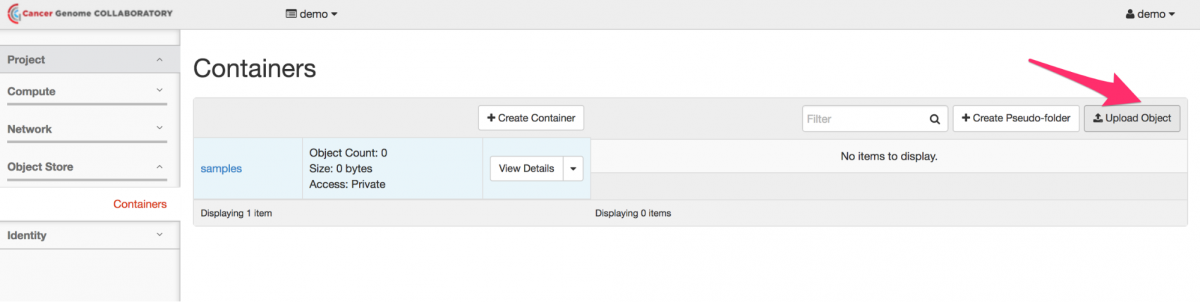 Cancer Genome COLLABORATORY
demo
demo
Project
Compute
Network
Object Store
Containers
Identity
Containers
Create Container
Filter
Create Pseudo-folder
Upload Object
samples
Object Count: 0
Size: 0 bytes
Access: Private
View Details
No items to display.
Displaying 1 item
Displaying 0 items